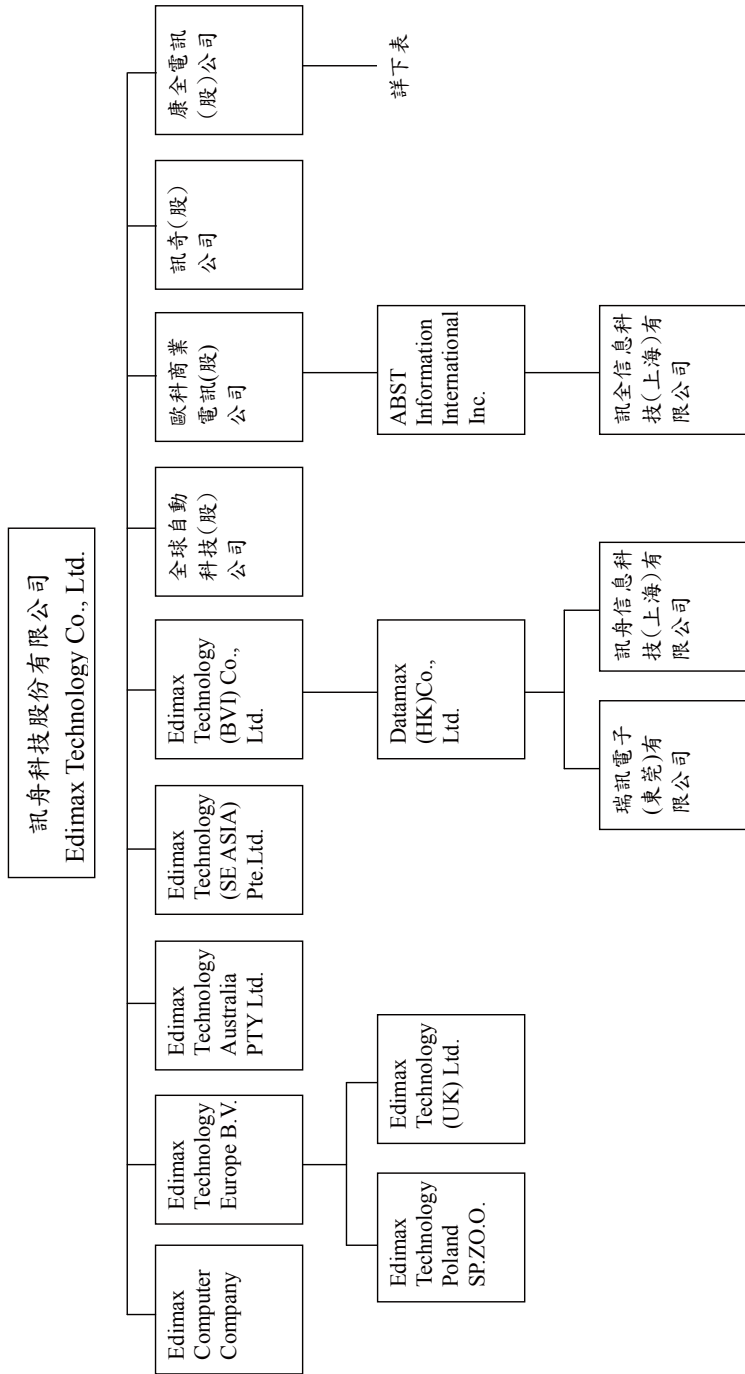 訊舟科技股份有限公司
Edimax Technology Co., Ltd.
Edimax
Computer
Company
Edimax
Technology
Europe B.V.
Edimax
Technology
Australia
PTY Ltd.
Edimax
Technology
(SE ASIA)
Pte.Ltd.
Edimax
Technology
(BVI) Co.,
Ltd.
全球自動
科技(股)
公司
歐科商業
電訊(股)
公司
訊奇(股)
公司
康全電訊
(股)公司
Edimax
Technology
Poland
SP.ZO.O.
Edimax
Technology
(UK) Ltd.
Datamax
(HK)Co.,
Ltd.
ABST
Information
International
Inc.
詳下表
瑞訊電子
(東莞)有
限公司
訊舟信息科
技(上海)有
限公司
訊全信息科
技(上海)有
限公司